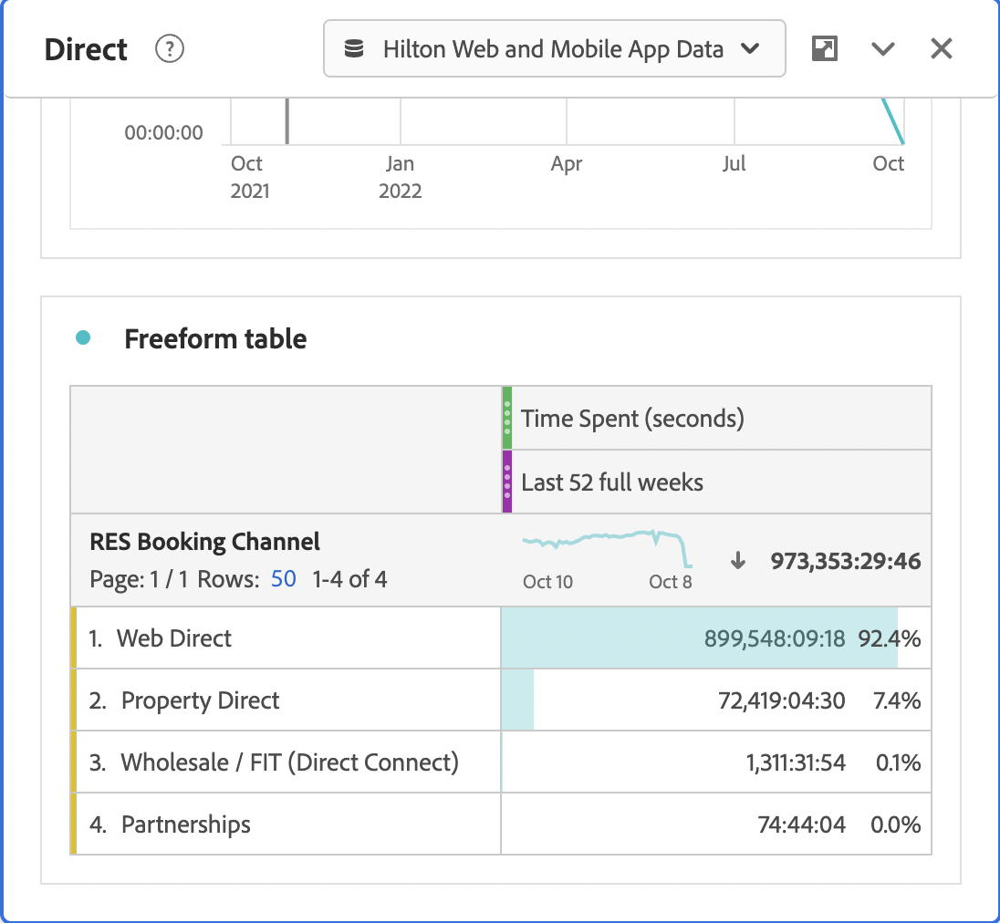 Direct ? Hilton Web and Mobile App Data
00:00:00
Oct Jan Apr Jul Oct
2021 2022
Freeform table
Time Spent (seconds)
Last 52 full weeks
RES Booking Channel
Page: 1 / 1 Rows: 50 1-4 of 4
Oct 10 Oct 8
973,353:29:46
1. Web Direct 899,548:09:18 92.4%
2. Property Direct 72,419:04:30 7.4%
3. Wholesale / FIT (Direct Connect) 1,311:31:54 0.1%
4. Partnerships 74:44:04 0.0%